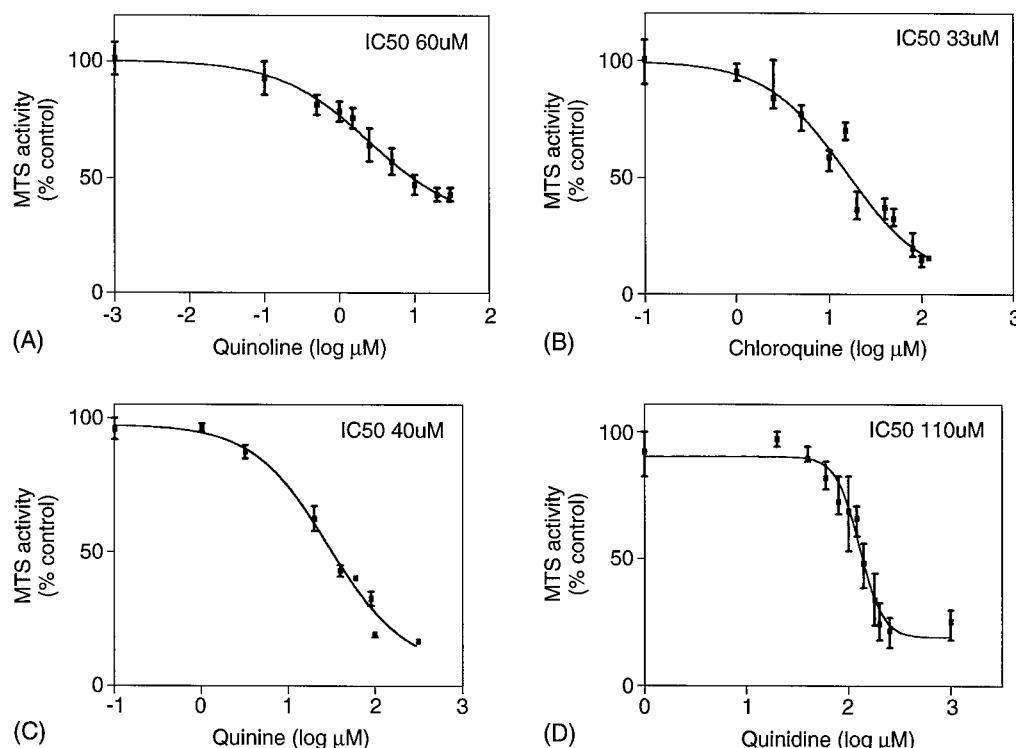 IC50 60uM
MTS activity
(% control)
100
50
0
-3
-2
-1
0
1
2
(A)
Quinoline (log μM)
IC50 33uM
MTS activity
(% control)
100
50
0
-1
0
1
2
3
(B)
Chloroquine (log μM)
IC50 40uM
MTS activity
(% control)
100
50
0
-1
0
1
2
3
(C)
Quinine (log μM)
IC50 110uM
MTS activity
(% control)
100
50
0
0
1
2
3
(D)
Quinidine (log μM)